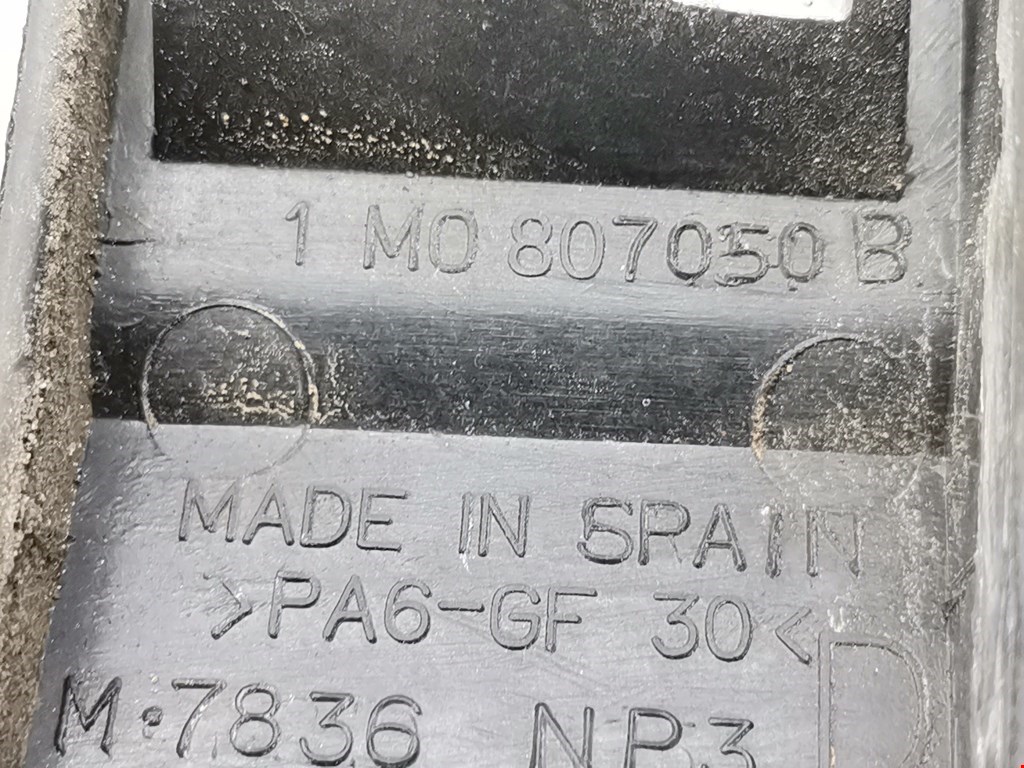 1 M0 807050 B
MADE IN SPAIN
>PA6-GF 30<
M·7836 NP3